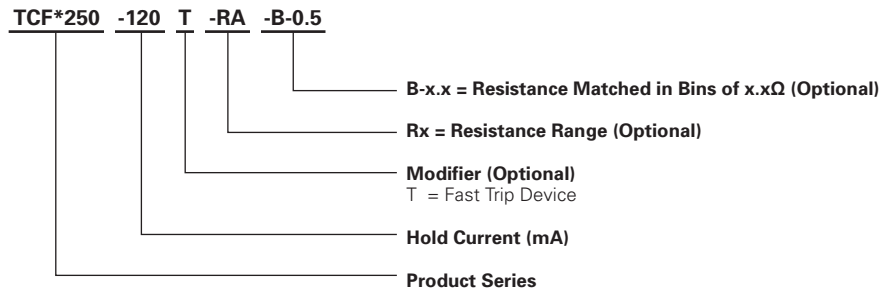 TCF*250 -120 T -RA -B-0.5
B-x.x = Resistance Matched in Bins of x.xΩ (Optional)
Rx = Resistance Range (Optional)
Modifier (Optional)
T = Fast Trip Device
Hold Current (mA)
Product Series